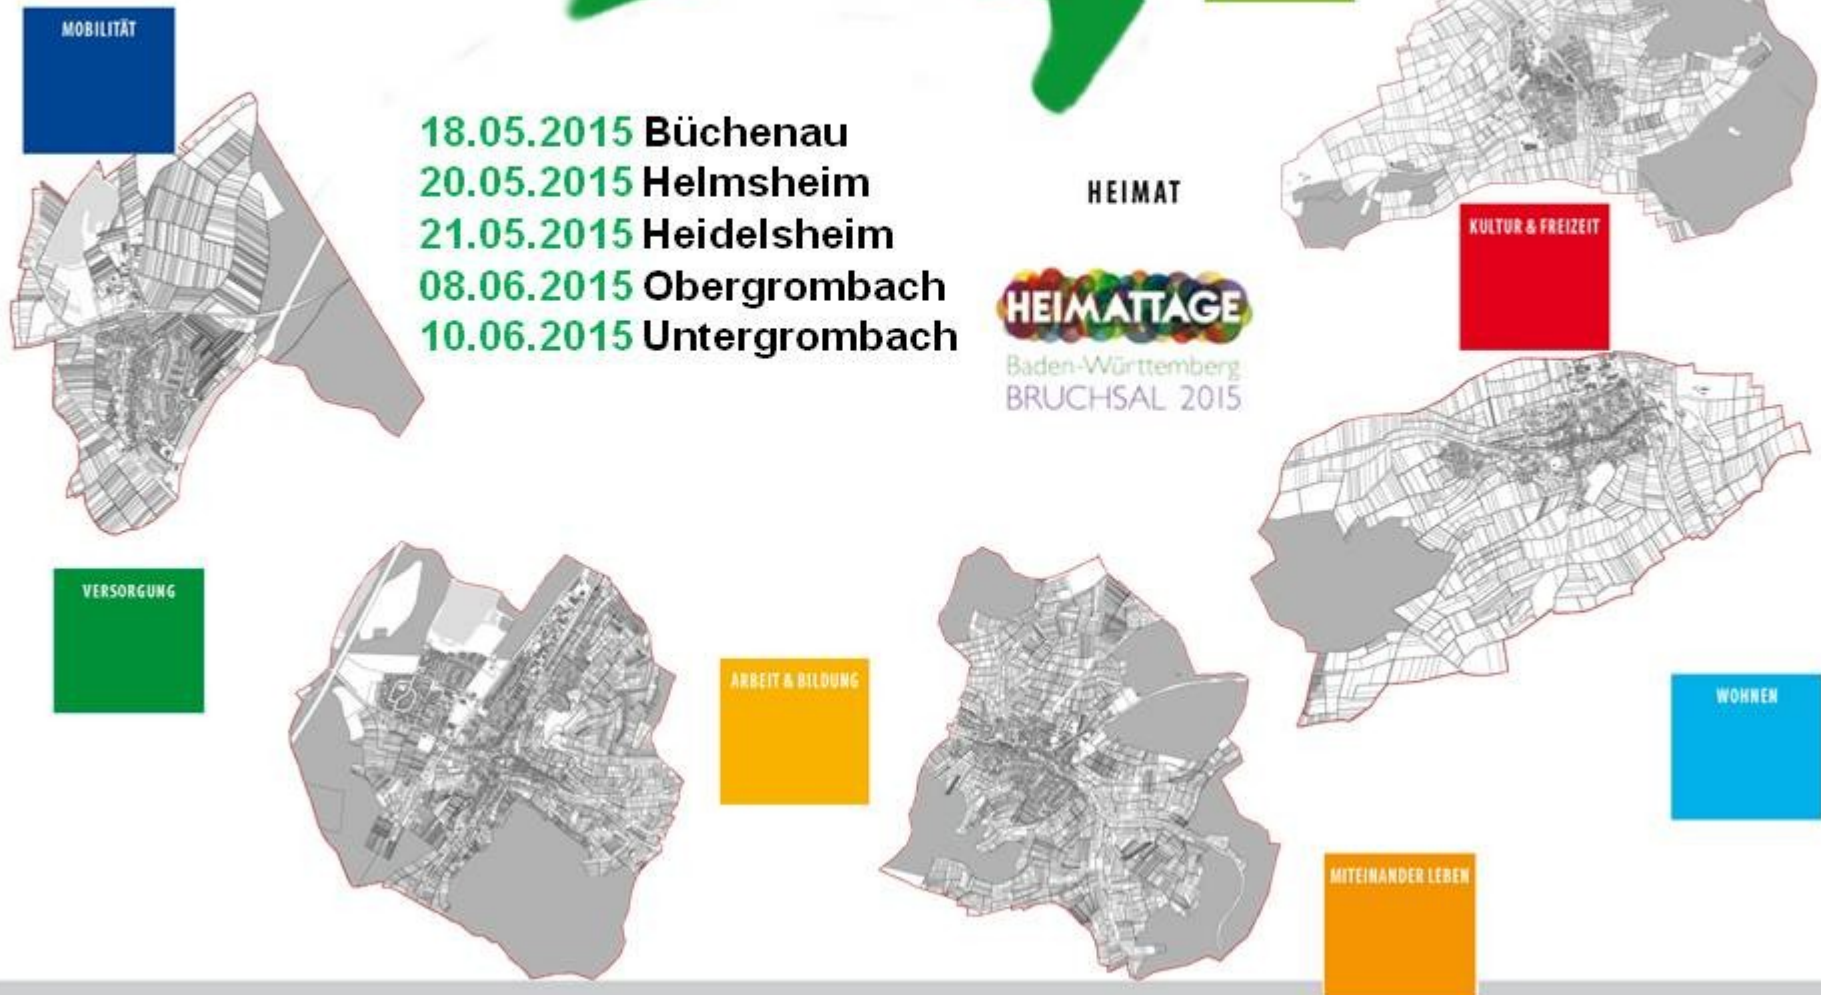 MOBILITÄT
18.05.2015 Büchenau
20.05.2015 Helmsheim
21.05.2015 Heidelsheim
08.06.2015 Obergrombach
10.06.2015 Untergrombach
HEIMAT
HEIMATTAGE
Baden-Württemberg
BRUCHSAL 2015
KULTUR & FREIZEIT
VERSORGUNG
ARBEIT & BILDUNG
WOHNEN
MITEINANDER LEBEN